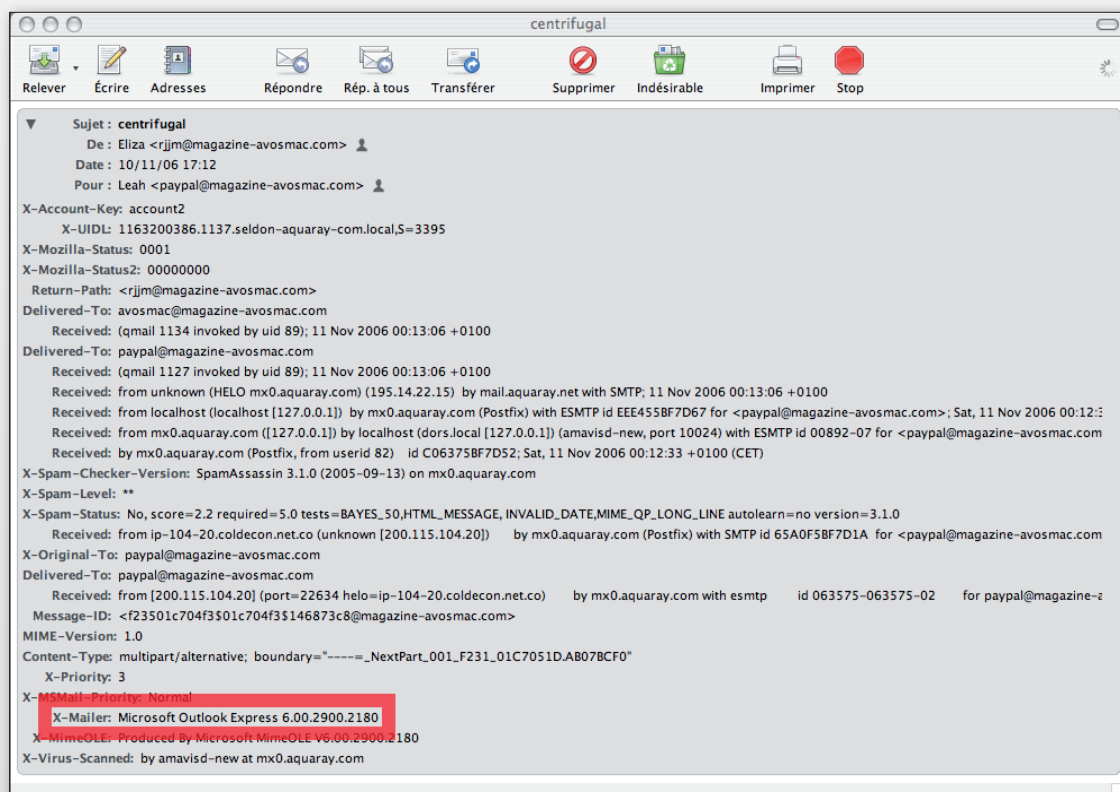 centrifugal
Relever Écrire Adresses Répondre Rép. à tous Transférer Supprimer Indésirable Imprimer Stop
Sujet : centrifugal
De : Eliza <rjjm@magazine-avosmac.com>
Date : 10/11/06 17:12
Pour : Leah <paypal@magazine-avosmac.com>
X-Account-Key: account2
X-UIDL: 1163200386.1137.seldon-aquaray-com.local,S=3395
X-Mozilla-Status: 0001
X-Mozilla-Status2: 00000000
Return-Path: <rjjm@magazine-avosmac.com>
Delivered-To: avosmac@magazine-avosmac.com
Received: (qmail 1134 invoked by uid 89); 11 Nov 2006 00:13:06 +0100
Delivered-To: paypal@magazine-avosmac.com
Received: (qmail 1127 invoked by uid 89); 11 Nov 2006 00:13:06 +0100
Received: from unknown (HELO mx0.aquaray.com) (195.14.22.15) by mail.aquaray.net with SMTP; 11 Nov 2006 00:13:06 +0100
Received: from localhost (localhost [127.0.0.1]) by mx0.aquaray.com (Postfix) with ESMTP id EEE455BF7D67 for <paypal@magazine-avosmac.com>; Sat, 11 Nov 2006 00:12:
Received: from mx0.aquaray.com ([127.0.0.1]) by localhost (dors.local [127.0.0.1]) (amavisd-new, port 10024) with ESMTP id 00892-07 for <paypal@magazine-avosmac.com
Received: by mx0.aquaray.com (Postfix, from userid 82) id C06375BF7D52; Sat, 11 Nov 2006 00:12:33 +0100 (CET)
X-Spam-Checker-Version: SpamAssassin 3.1.0 (2005-09-13) on mx0.aquaray.com
X-Spam-Level: **
X-Spam-Status: No, score=2.2 required=5.0 tests=BAYES_50,HTML_MESSAGE, INVALID_DATE,MIME_QP_LONG_LINE autolearn=no version=3.1.0
Received: from ip-104-20.coldecon.net.co (unknown [200.115.104.20]) by mx0.aquaray.com (Postfix) with SMTP id 65A0F5BF7D1A for <paypal@magazine-avosmac.com
X-Original-To: paypal@magazine-avosmac.com
Delivered-To: paypal@magazine-avosmac.com
Received: from [200.115.104.20] (port=22634 helo=ip-104-20.coldecon.net.co) by mx0.aquaray.com with esmtp id 063575-063575-02 for paypal@magazine-a
Message-ID: <f23501c704f3$01c704f3$146873c8@magazine-avosmac.com>
MIME-Version: 1.0
Content-Type: multipart/alternative; boundary="----=_NextPart_001_F231_01C7051D.AB07BCF0"
X-Priority: 3
X-MSMail-Priority: Normal
X-Mailer: Microsoft Outlook Express 6.00.2900.2180
X-MimeOLE: Produced By Microsoft MimeOLE V6.00.2900.2180
X-Virus-Scanned: by amavisd-new at mx0.aquaray.com